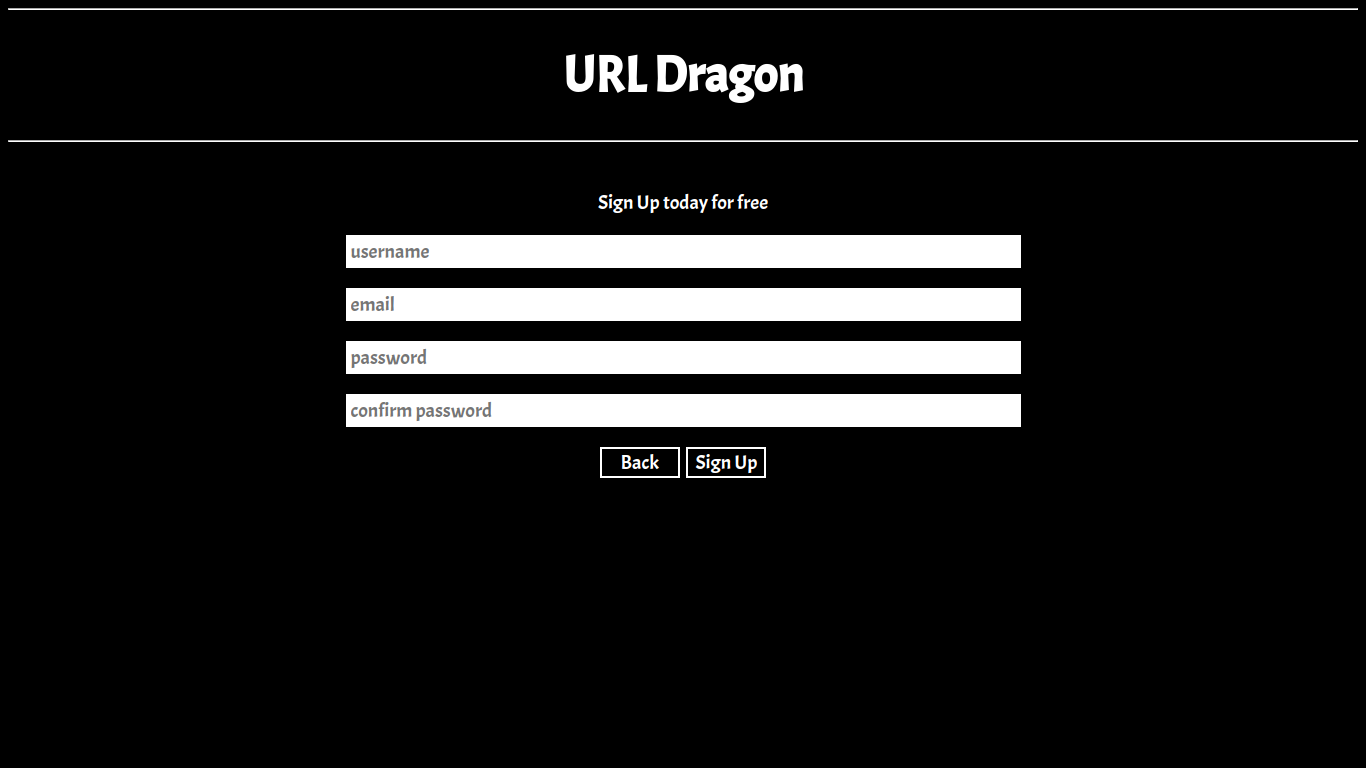 URL Dragon
Sign Up today for free
username
email
password
confirm password
Back Sign Up